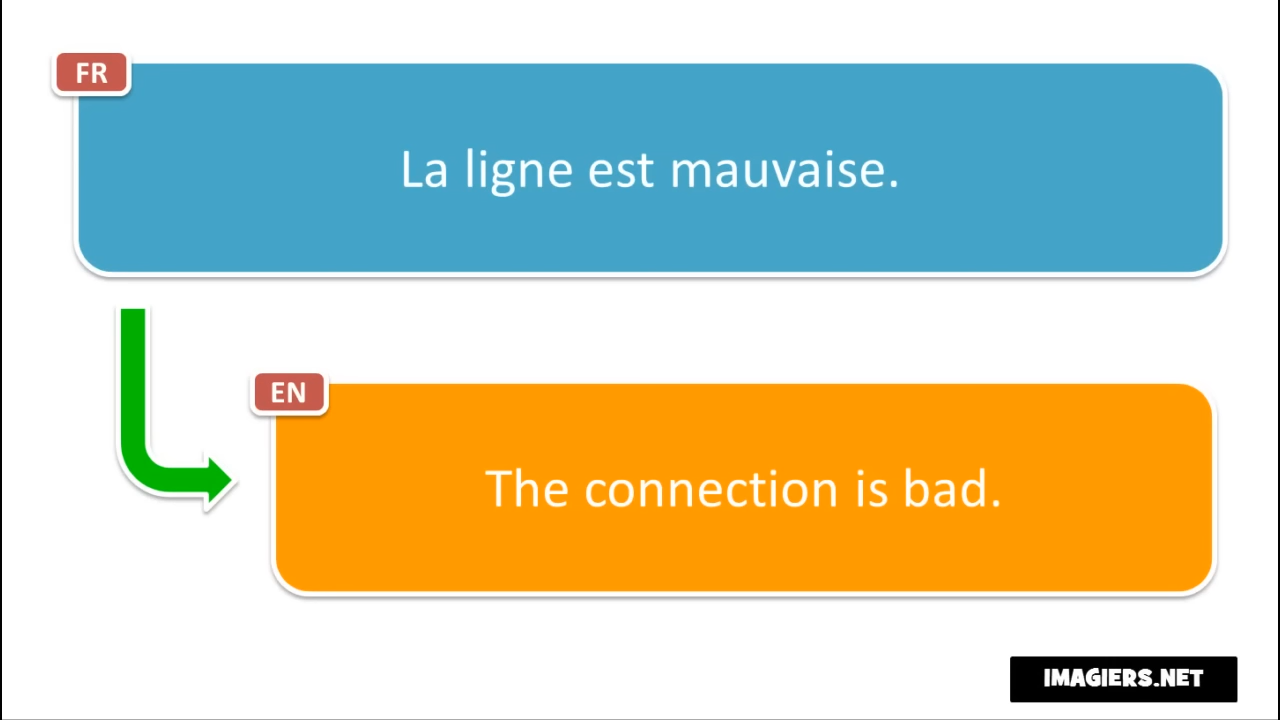 FR
La ligne est mauvaise.
EN
The connection is bad.
IMAGIERS.NET